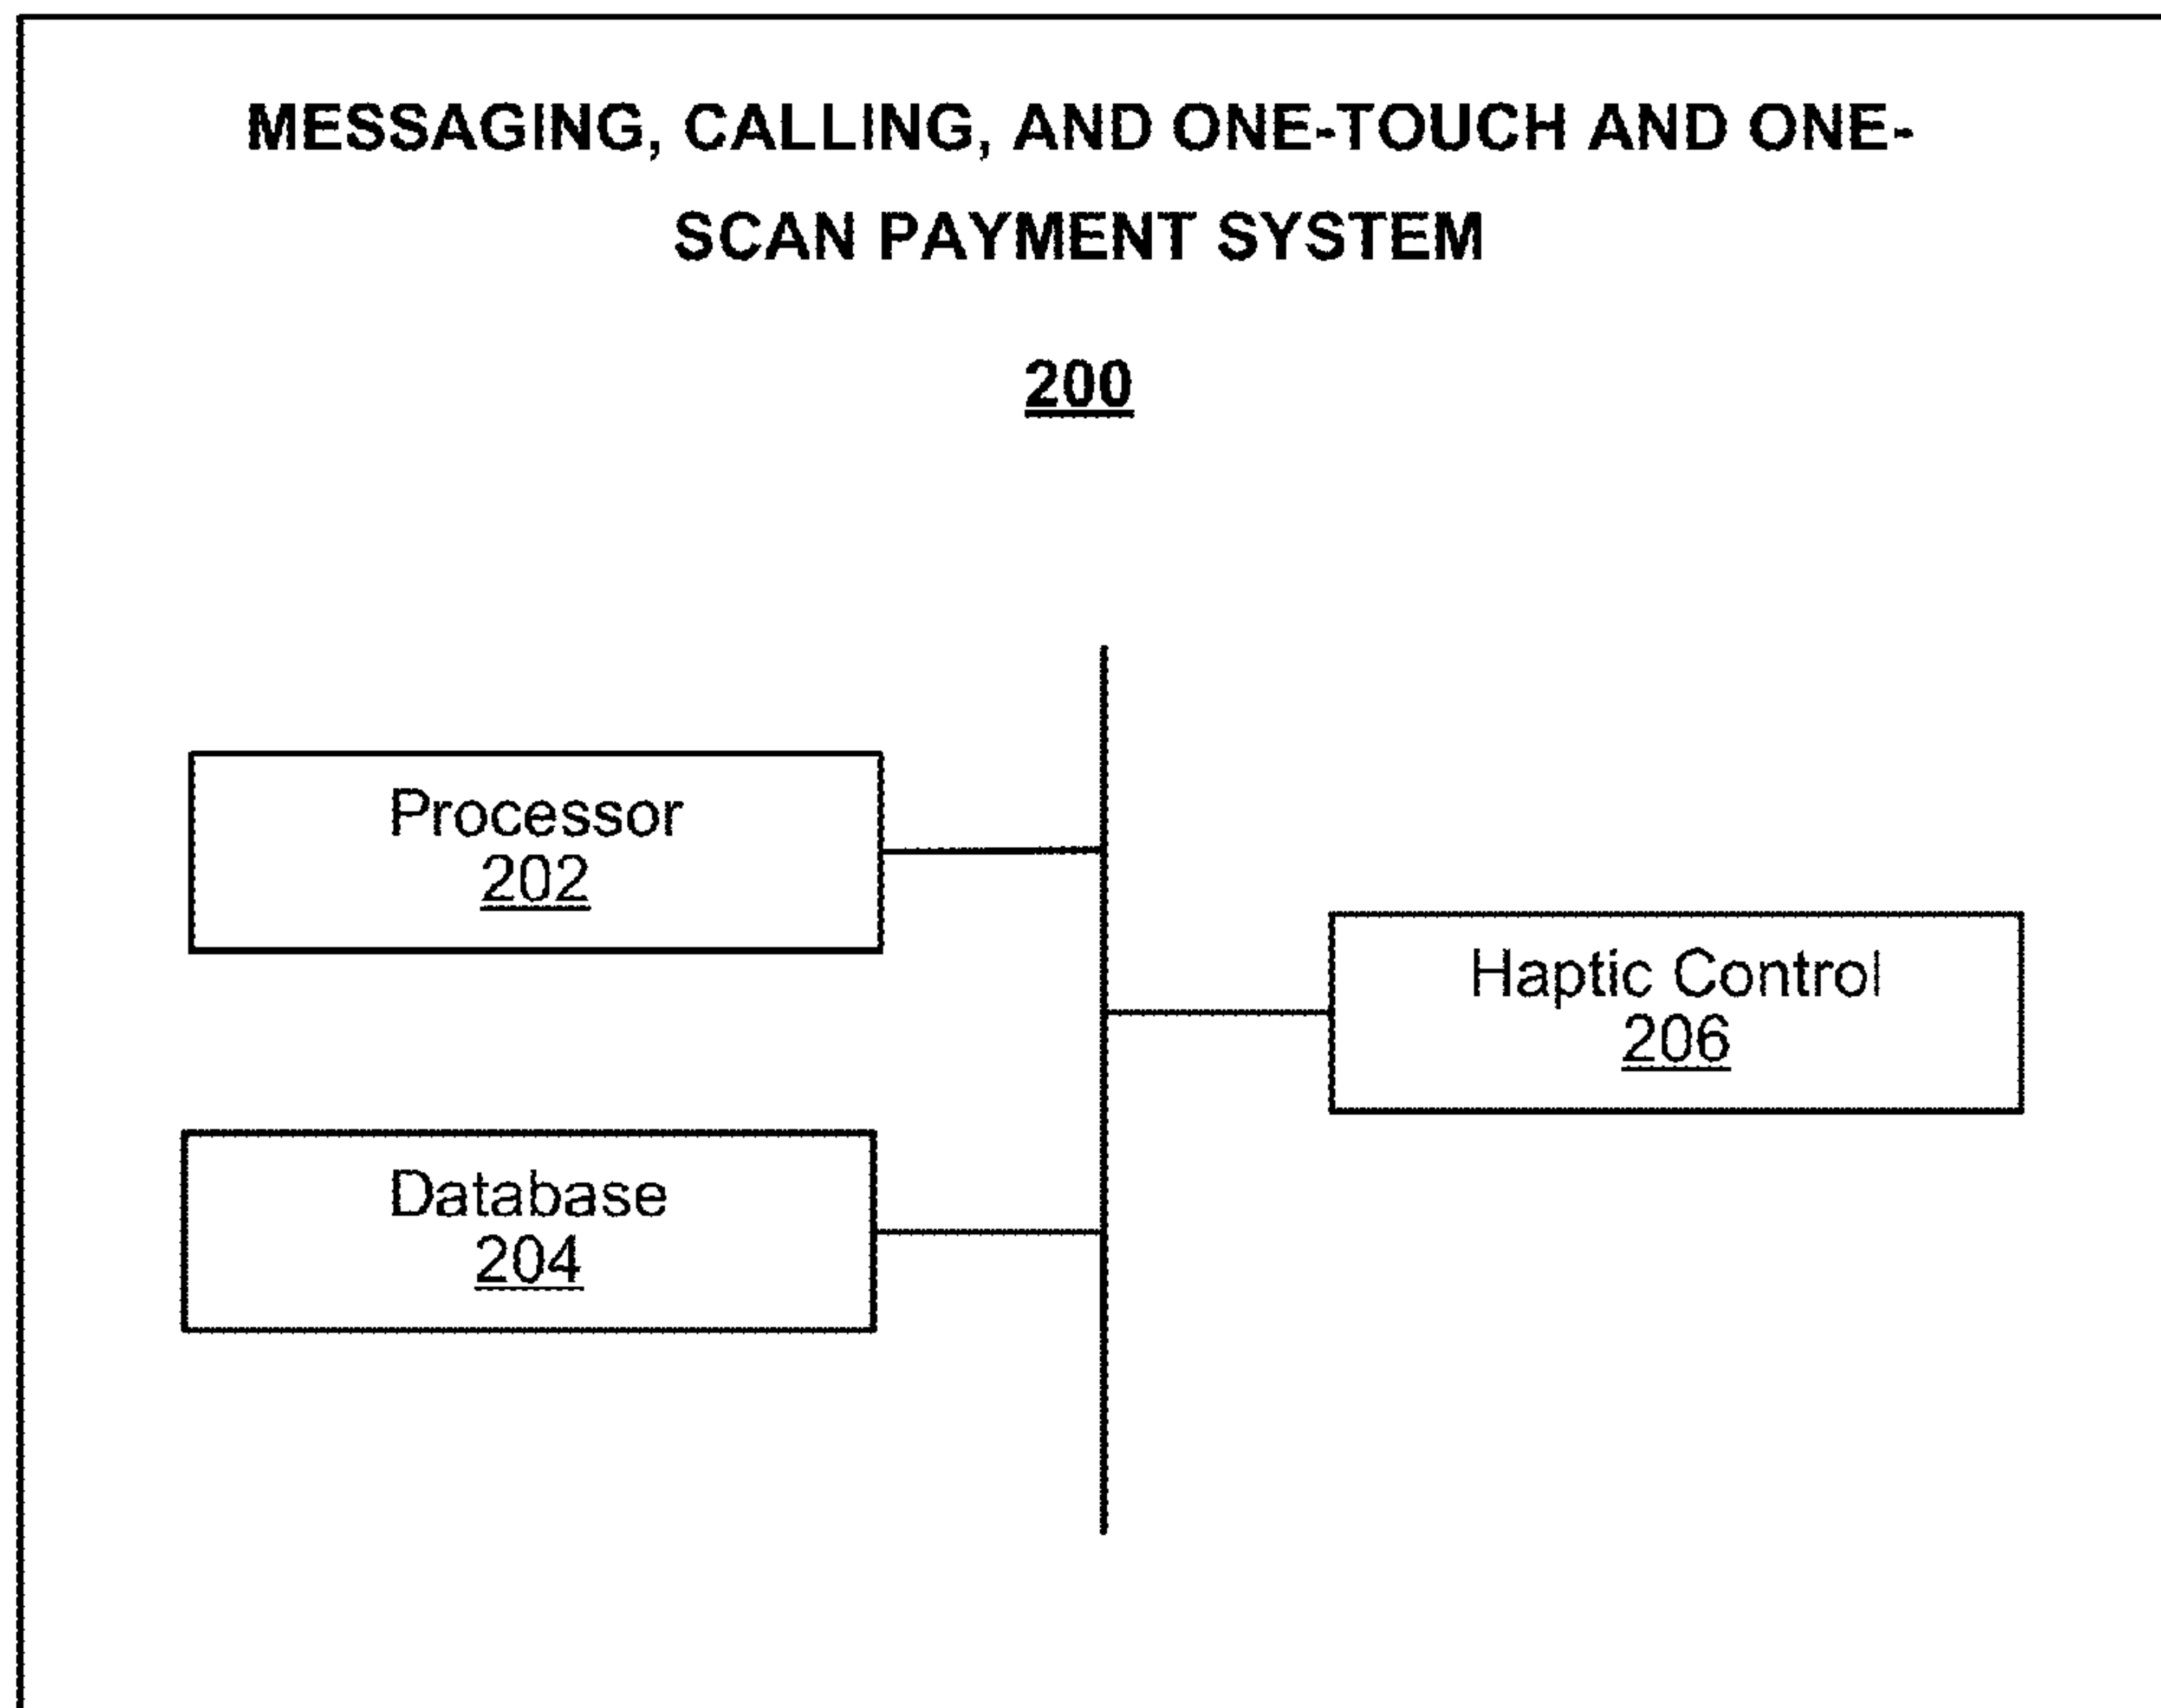 MESSAGING, CALLING, AND ONE-TOUCH AND ONE-
SCAN PAYMENT SYSTEM
200
Processor
202
Haptic Control
206
Database
204